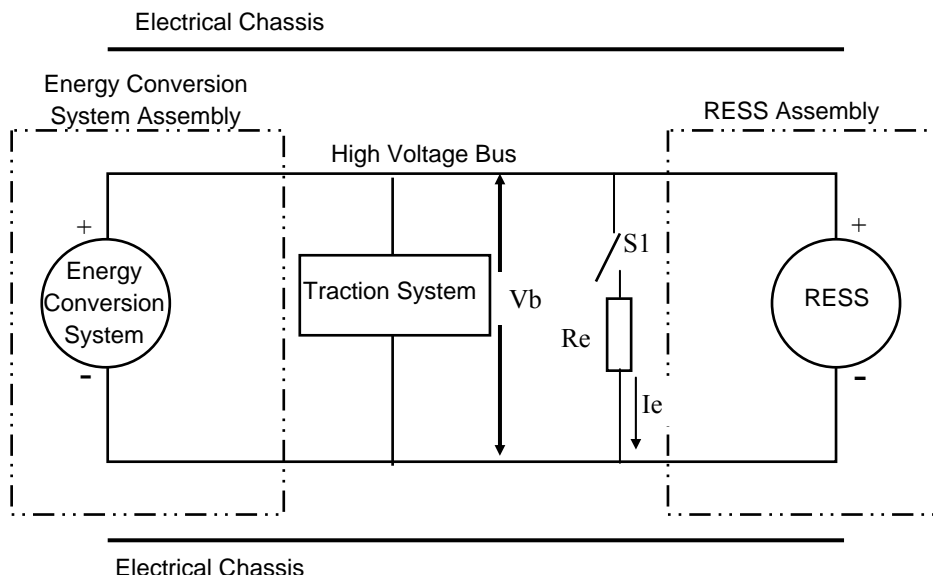 Electrical Chassis
Energy Conversion
System Assembly
RESS Assembly
High Voltage Bus
+
+
S1
Energy
Conversion
System
Traction System
Vb
RESS
Re
-
-
Ie
Electrical Chassis